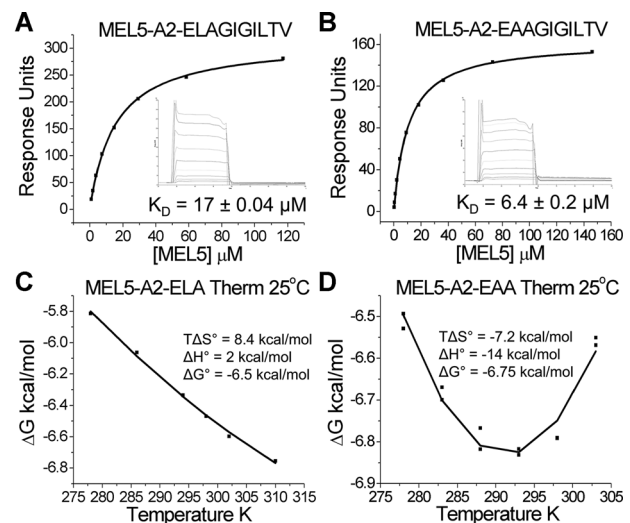 A
MEL5-A2-ELAGIGILTV
Response Units
300
250
200
150
100
50
0
K_D = 17 ± 0.04 µM
0 20 40 60 80 100 120
[MEL5] µM
B
MEL5-A2-EAAGIGILTV
Response Units
160
120
80
40
0
K_D = 6.4 ± 0.2 µM
0 40 80 120 160
[MEL5] µM
C
MEL5-A2-ELA Therm 25°C
ΔG kcal/mol
-5.8
-6.0
-6.2
-6.4
-6.6
-6.8
TΔS° = 8.4 kcal/mol
ΔH° = 2 kcal/mol
ΔG° = -6.5 kcal/mol
275 280 285 290 295 300 305 310 315
Temperature K
D
MEL5-A2-EAA Therm 25°C
ΔG kcal/mol
-6.5
-6.6
-6.7
-6.8
-6.9
TΔS° = -7.2 kcal/mol
ΔH° = -14 kcal/mol
ΔG° = -6.75 kcal/mol
275 280 285 290 295 300 305
Temperature K